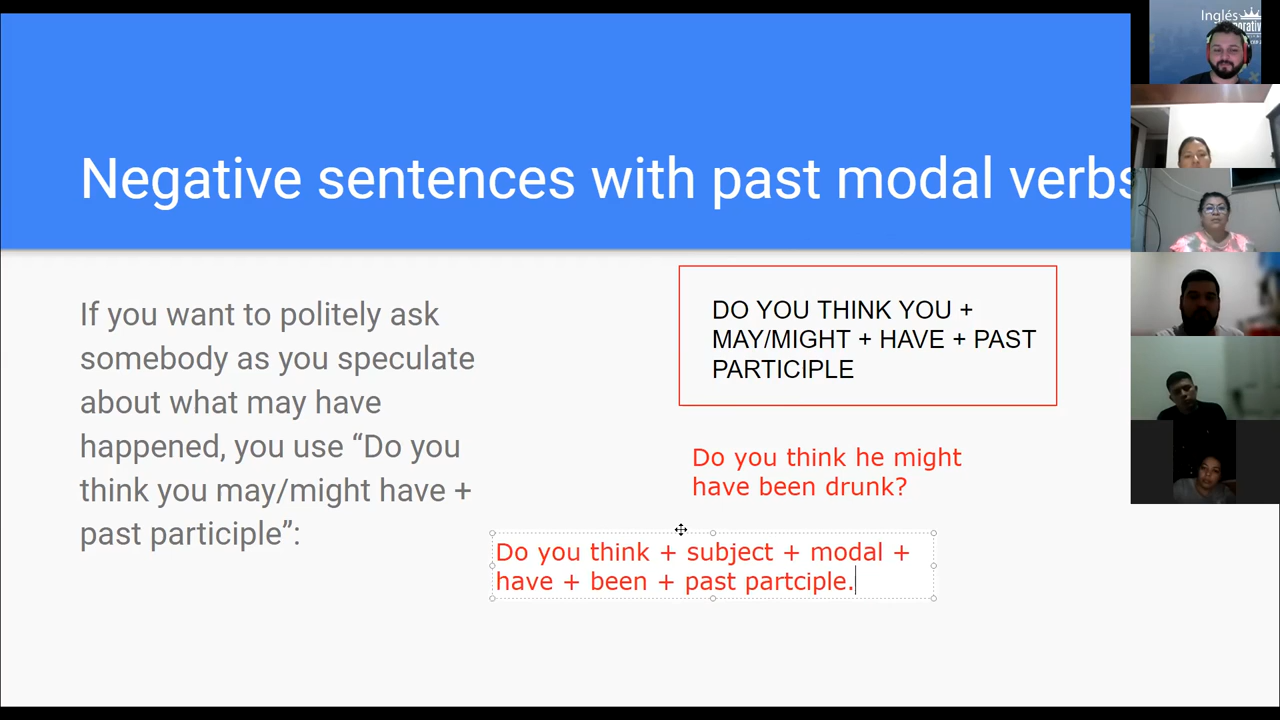 Negative sentences with past modal verbs
If you want to politely ask
somebody as you speculate
about what may have
happened, you use “Do you
think you may/might have +
past participle”:
DO YOU THINK YOU +
MAY/MIGHT + HAVE + PAST
PARTICIPLE
Do you think he might
have been drunk?
Do you think + subject + modal +
have + been + past partciple.
Inglés